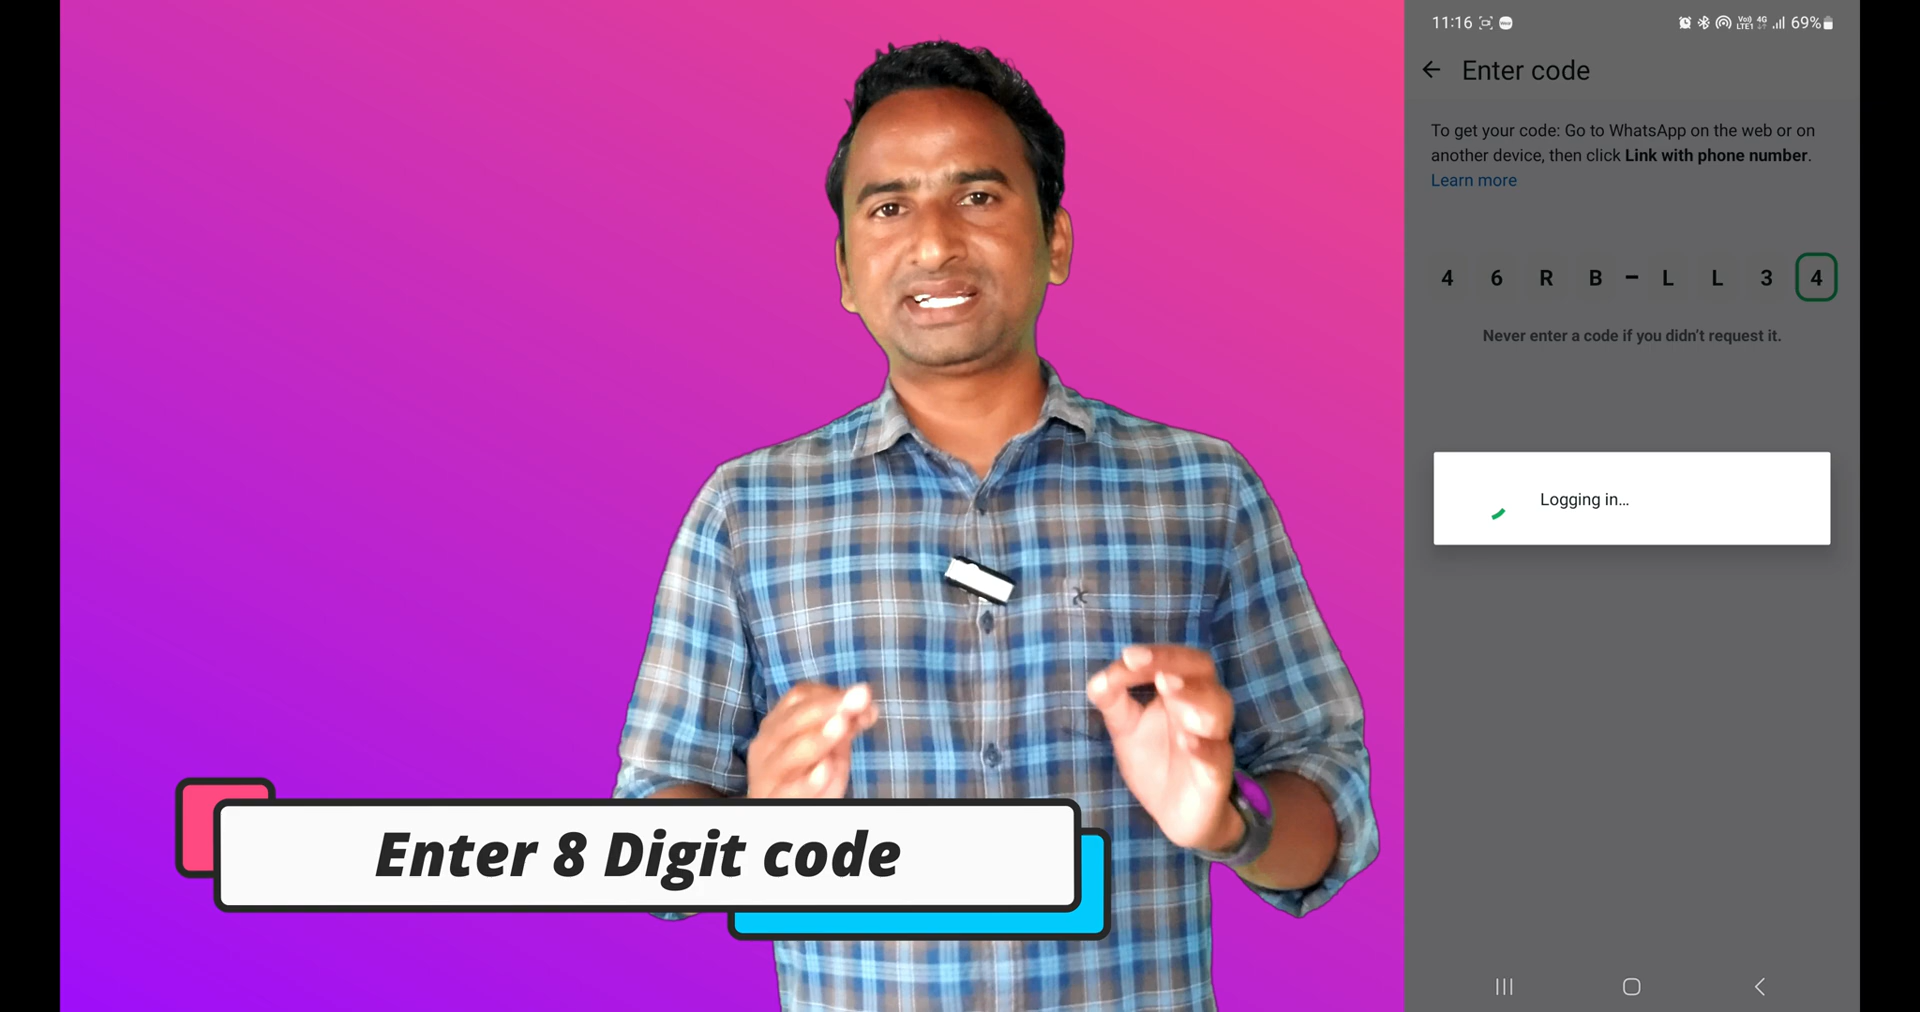 11:16
VoLTE1 4G 69%
Enter code
To get your code: Go to WhatsApp on the web or on
another device, then click Link with phone number.
Learn more
4 6 R B - L L 3 4
Never enter a code if you didn't request it.
Logging in...
Enter 8 Digit code